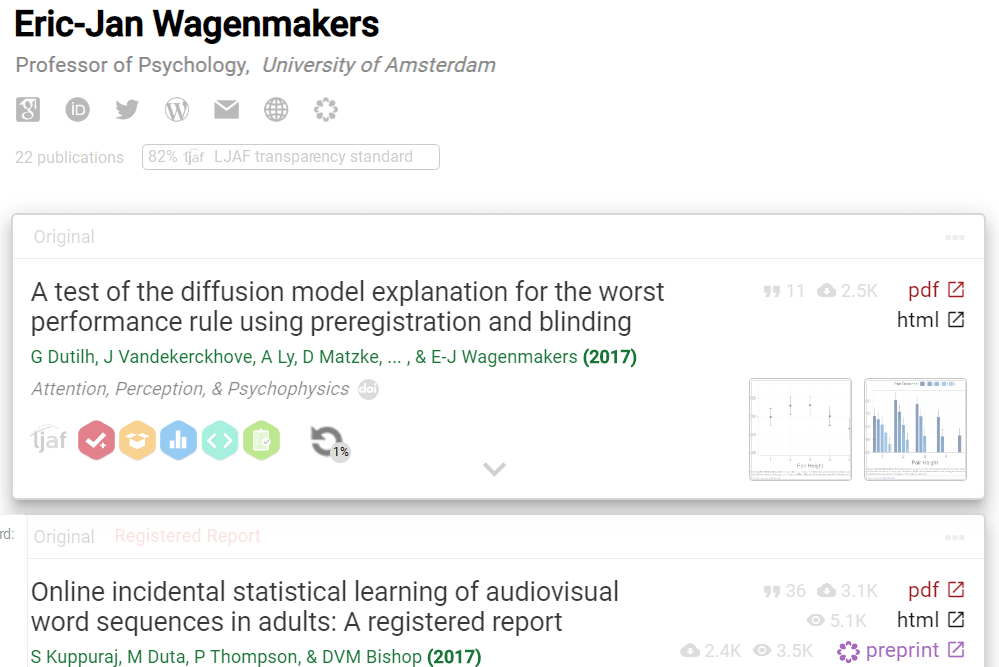 Eric-Jan Wagenmakers
Professor of Psychology, University of Amsterdam
22 publications
82% ljaf LJAF transparency standard
Original
A test of the diffusion model explanation for the worst
performance rule using preregistration and blinding
11 2.5K pdf
html
G Dutilh, J Vandekerckhove, A Ly, D Matzke, ... , & E-J Wagenmakers (2017)
Attention, Perception, & Psychophysics doi
ljaf
1%
Pair Height
Pair Height
rd:
Original Registered Report
Online incidental statistical learning of audiovisual
word sequences in adults: A registered report
36 3.1K pdf
5.1K html
2.4K 3.5K preprint
S Kuppuraj, M Duta, P Thompson, & DVM Bishop (2017)